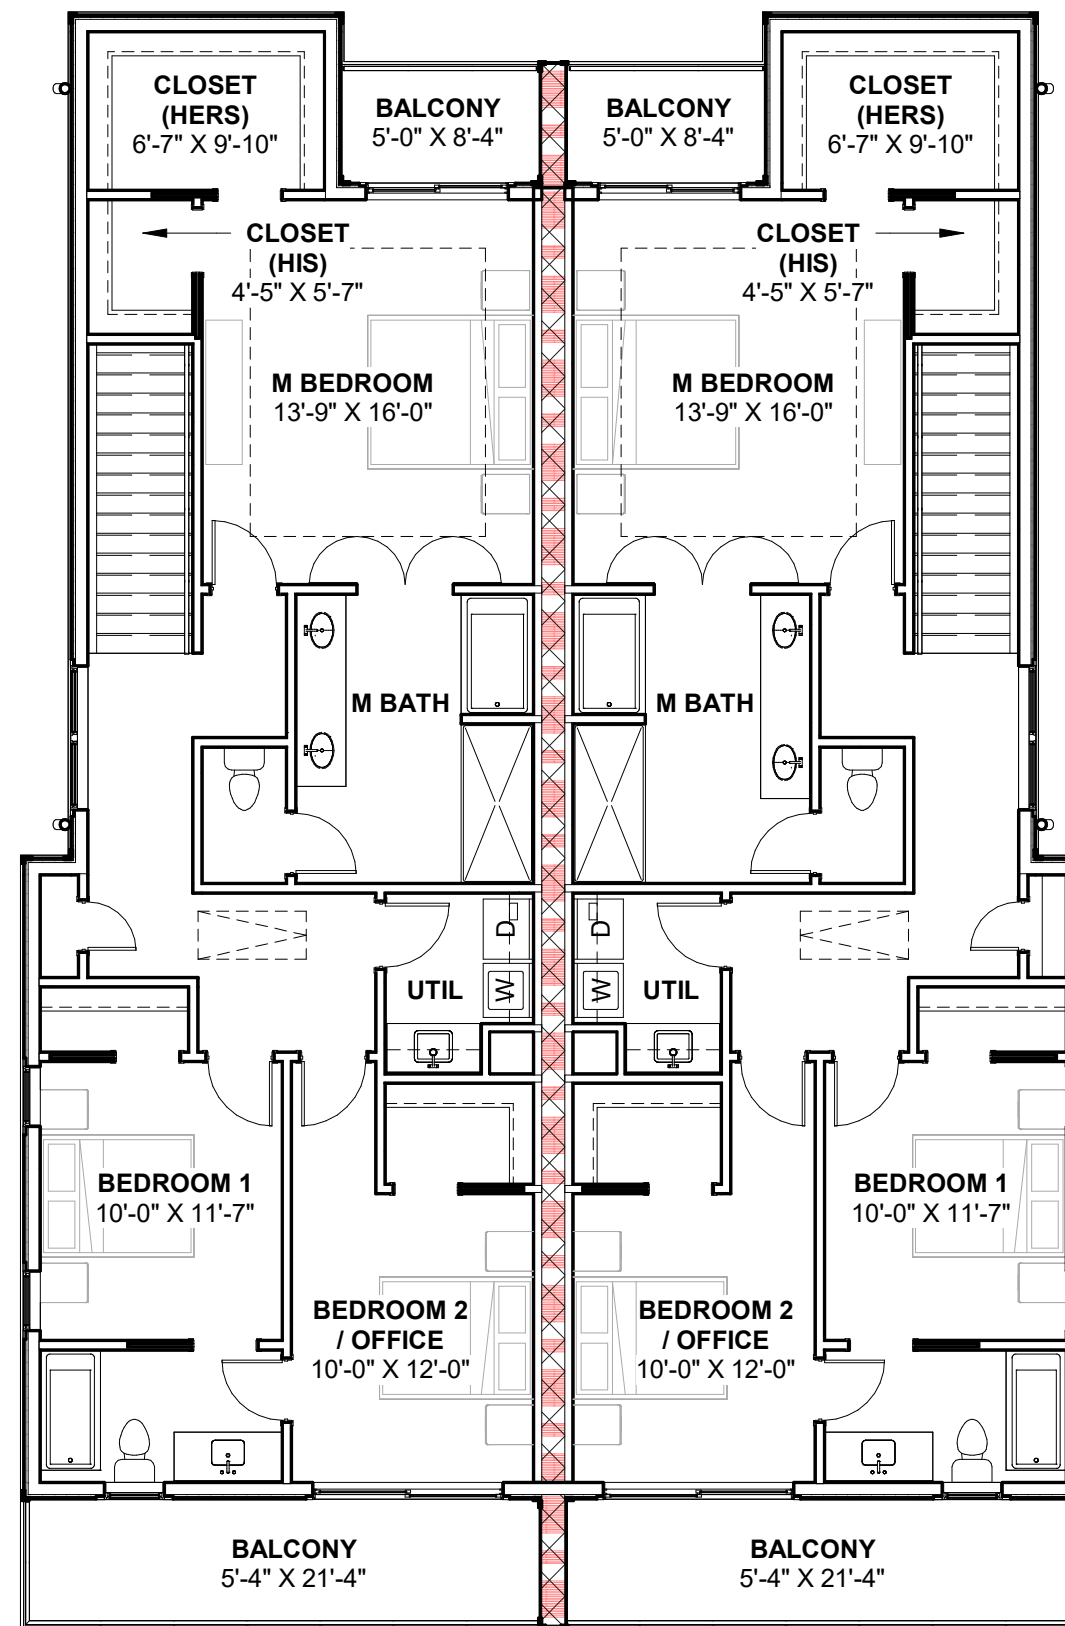 CLOSET
(HERS)
6'-7" X 9'-10"
BALCONY
5'-0" X 8'-4"
BALCONY
5'-0" X 8'-4"
CLOSET
(HERS)
6'-7" X 9'-10"
CLOSET
(HIS)
4'-5" X 5'-7"
CLOSET
(HIS)
4'-5" X 5'-7"
M BEDROOM
13'-9" X 16'-0"
M BEDROOM
13'-9" X 16'-0"
M BATH
M BATH
D
D
UTIL
W
W
UTIL
BEDROOM 1
10'-0" X 11'-7"
BEDROOM 1
10'-0" X 11'-7"
BEDROOM 2
/ OFFICE
10'-0" X 12'-0"
BEDROOM 2
/ OFFICE
10'-0" X 12'-0"
BALCONY
5'-4" X 21'-4"
BALCONY
5'-4" X 21'-4"